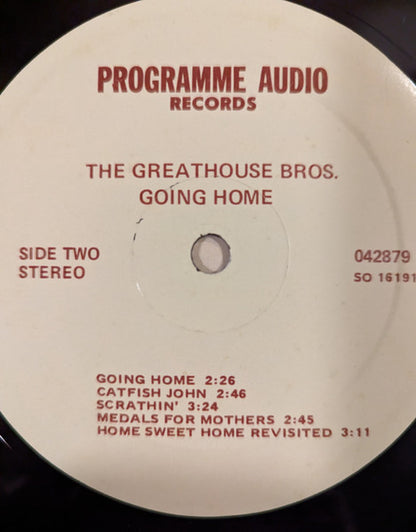 PROGRAMME AUDIO
RECORDS
THE GREATHOUSE BROS.
GOING HOME
SIDE TWO
STEREO
042879
SO 16191
GOING HOME 2:26
CATFISH JOHN 2:46
SCRATHIN' 3:24
MEDALS FOR MOTHERS 2:45
HOME SWEET HOME REVISITED 3:11